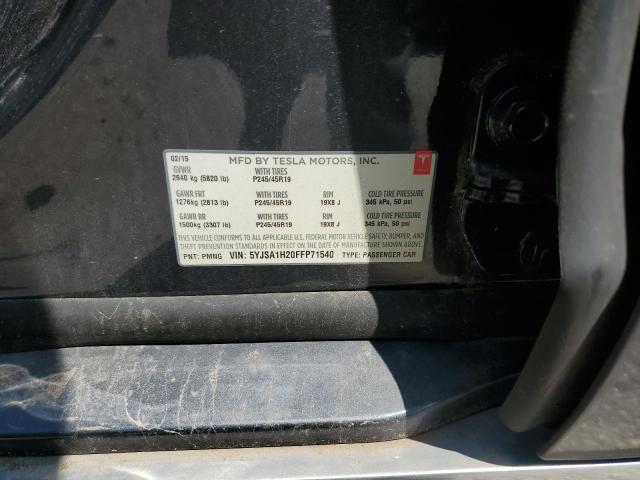 02/15 MFD BY TESLA MOTORS, INC.
GVWR WITH TIRES
2640 kg (5820 lb) P245/45R19
GAWR FRT WITH TIRES RIM COLD TIRE PRESSURE
1276kg (2813 lb) P245/45R19 19X8 J 345 kPa, 50 psi
GAWR RR WITH TIRES RIM COLD TIRE PRESSURE
1500kg (3307 lb) P245/45R19 19X8 J 345 kPa, 50 psi
THIS VEHICLE CONFORMS TO ALL APPLICABLE U.S. FEDERAL MOTOR VEHICLE SAFETY, BUMPER, AND
THEFT PREVENTION STANDARDS IN EFFECT ON THE DATE OF MANUFACTURE SHOWN ABOVE.
PNT: PMNG VIN: 5YJSA1H20FFP71540 TYPE: PASSENGER CAR